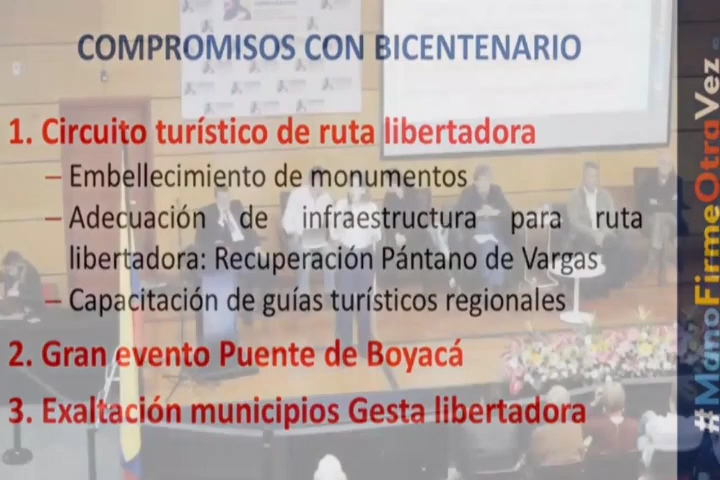 COMPROMISOS CON BICENTENARIO
1. Circuito turístico de ruta libertadora
– Embellecimiento de monumentos
– Adecuación de infraestructura para ruta
libertadora: Recuperación Pántano de Vargas
– Capacitación de guías turísticos regionales
2. Gran evento Puente de Boyacá
3. Exaltación municipios Gesta libertadora
#ManoFirmeOtraVez